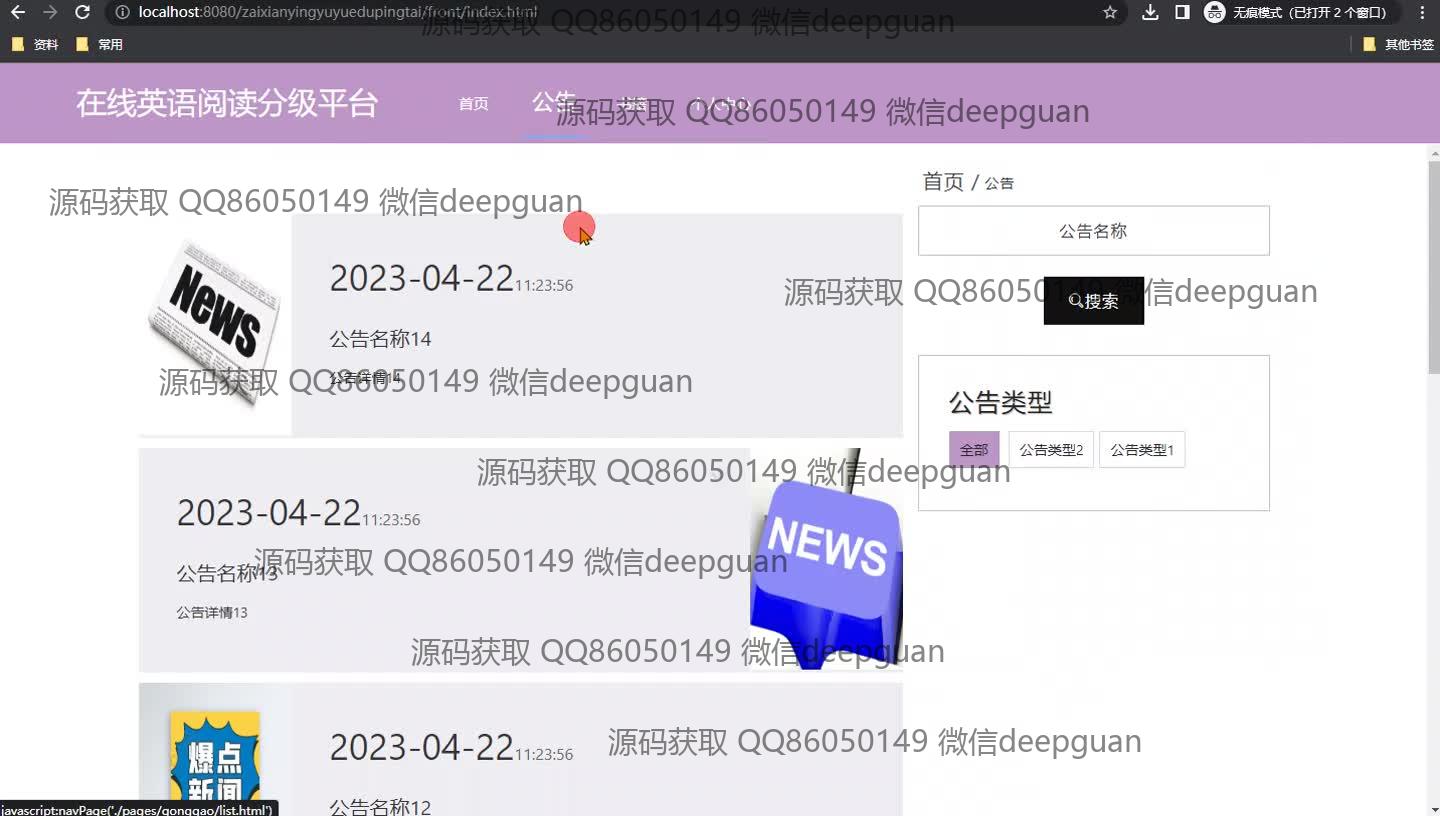 localhost:8080/zaixianyingyuyuedupingtai/front/index.html
无痕模式（已打开 2 个窗口）
资料
常用
其他书签
源码获取 QQ86050149 微信deepguan
在线英语阅读分级平台
首页
公告
个人中心
源码获取 QQ86050149 微信deepguan
首页 / 公告
源码获取 QQ86050149 微信deepguan
公告名称
News
2023-04-22 11:23:56
源码获取 QQ86050149 微信deepguan
搜索
公告名称14
公告详情14
源码获取 QQ86050149 微信deepguan
公告类型
全部
公告类型2
公告类型1
源码获取 QQ86050149 微信deepguan
2023-04-22 11:23:56
NEWS
源码获取 QQ86050149 微信deepguan
公告名称13
公告详情13
源码获取 QQ86050149 微信deepguan
2023-04-22 11:23:56
源码获取 QQ86050149 微信deepguan
爆点
新闻
公告名称12
javascript:navPage('./pages/gonggao/list.html')